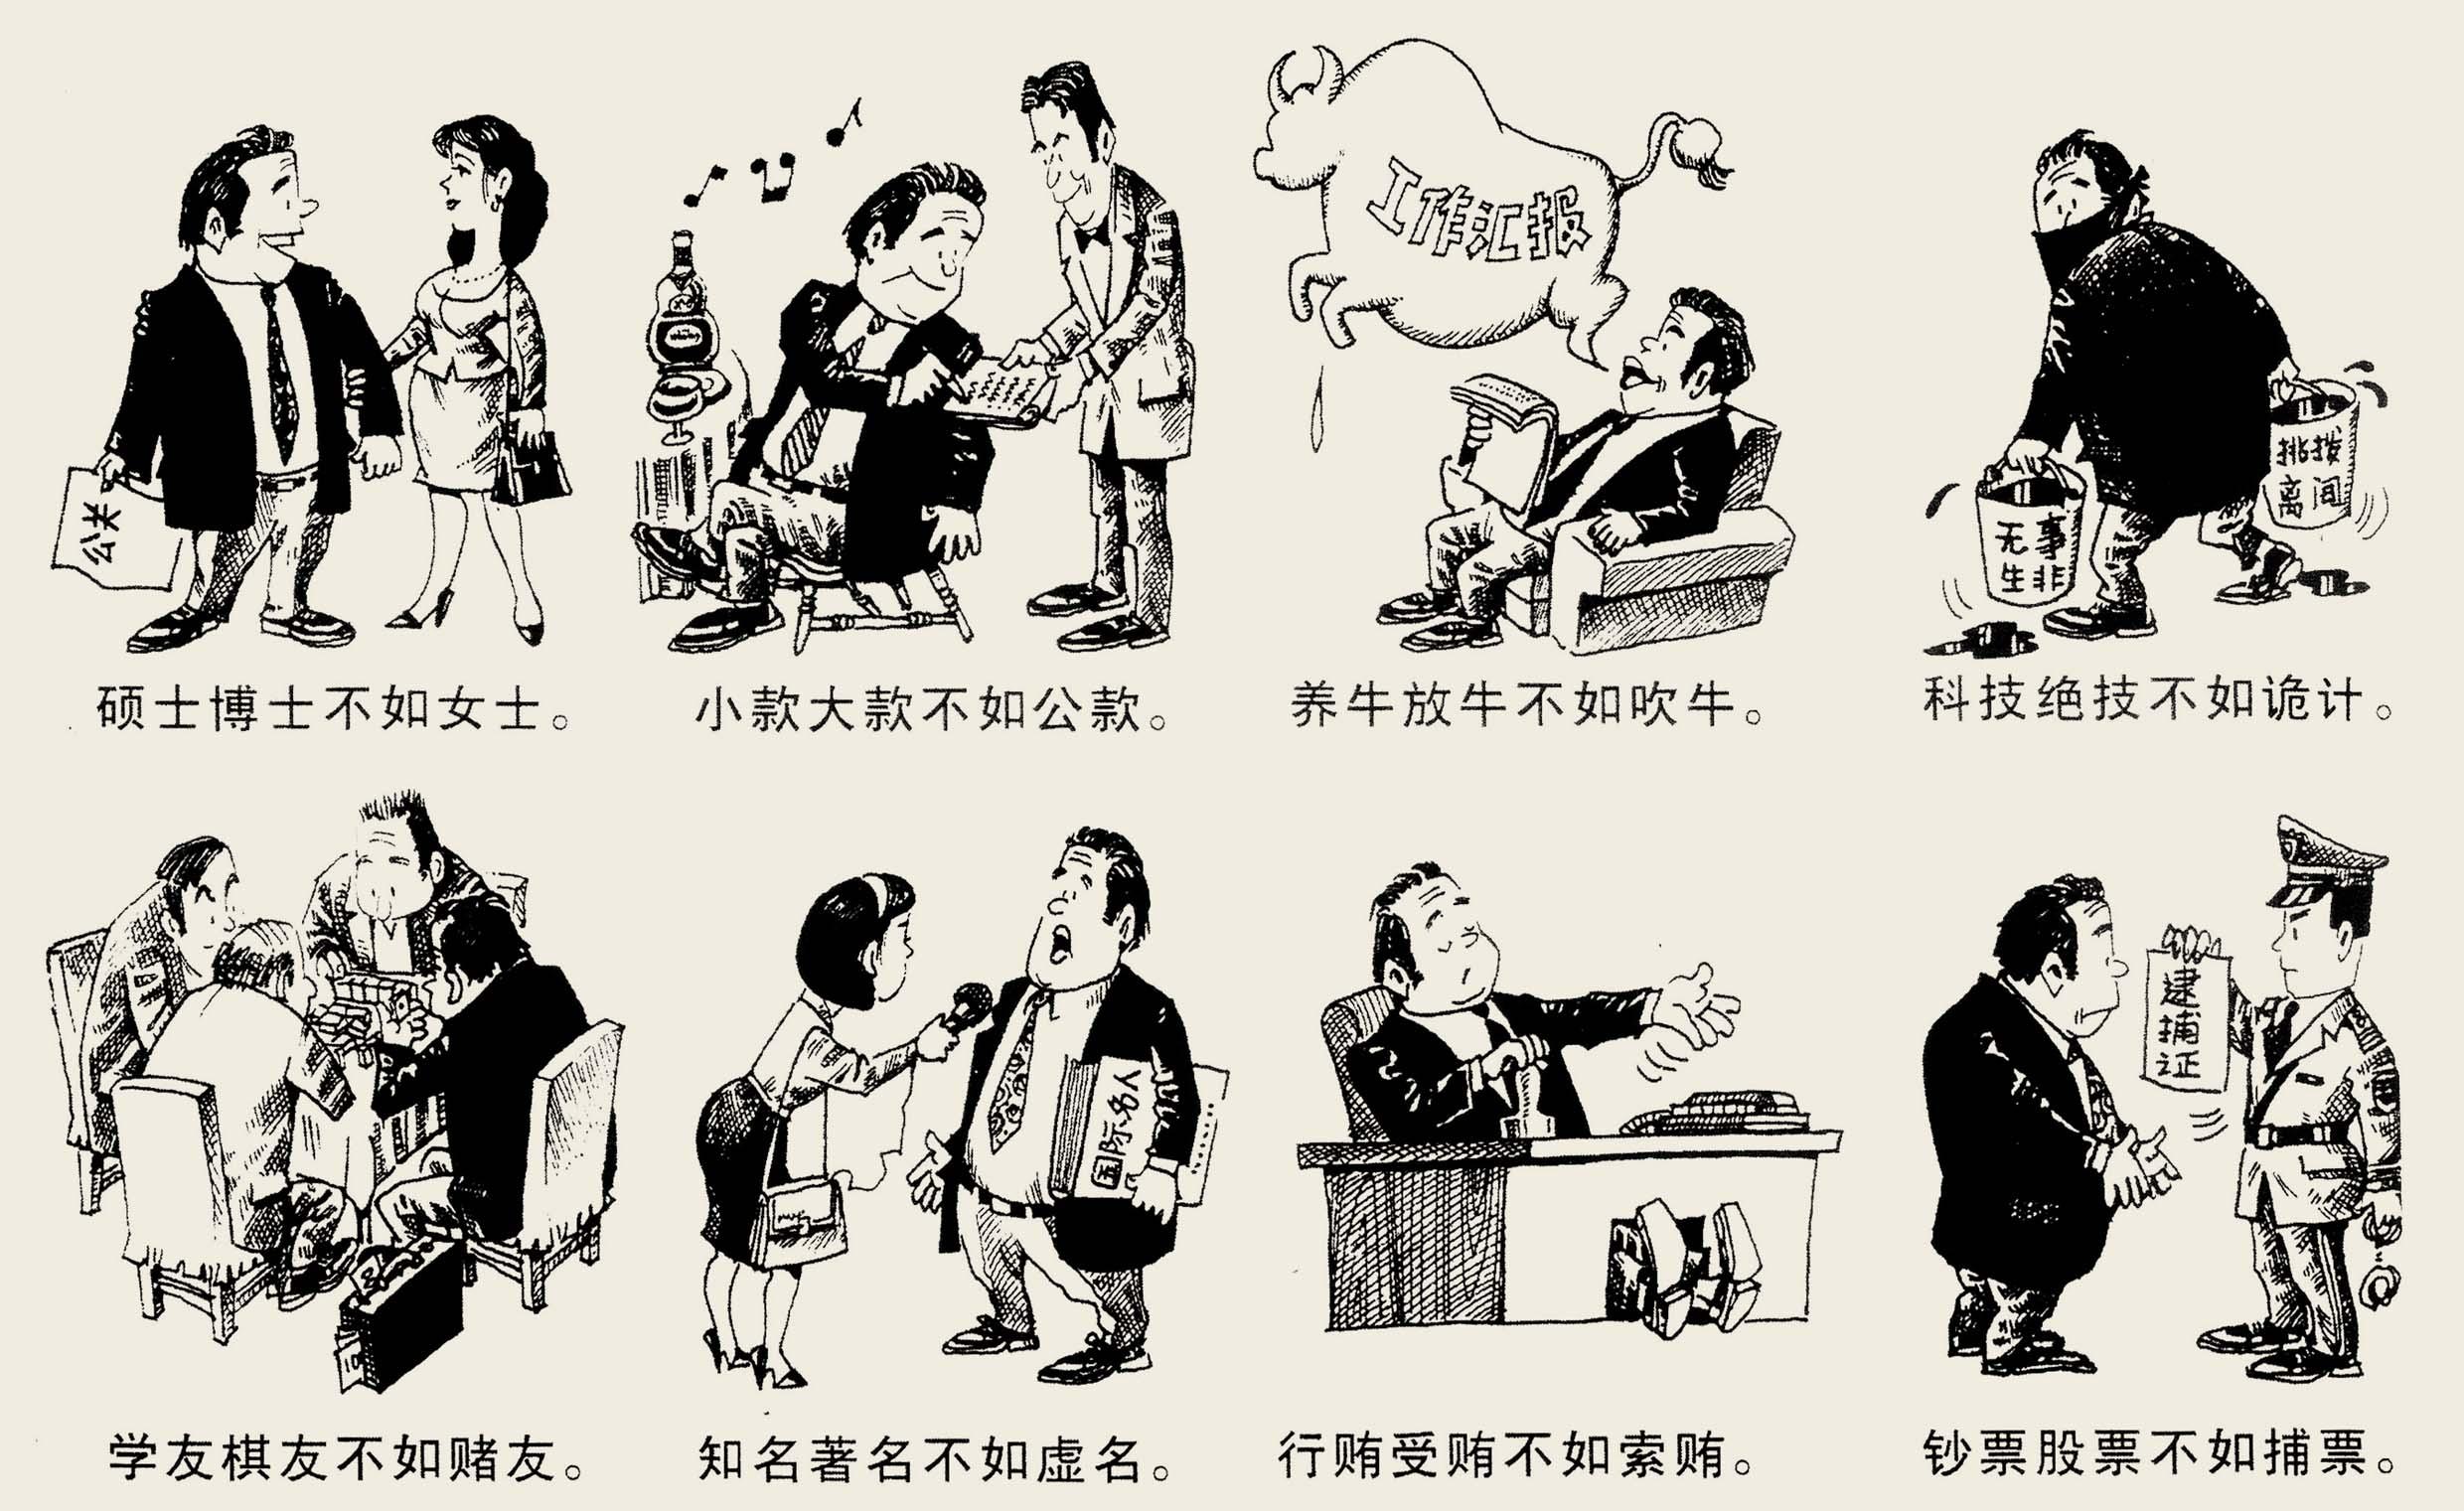 公关
硕士博士不如女士。
小款大款不如公款。
工作汇报
养牛放牛不如吹牛。
无事
生非
挑拨
离间
科技绝技不如诡计。
学友棋友不如赌友。
国际名人
知名著名不如虚名。
行贿受贿不如索贿。
逮
捕
证
钞票股票不如捕票。